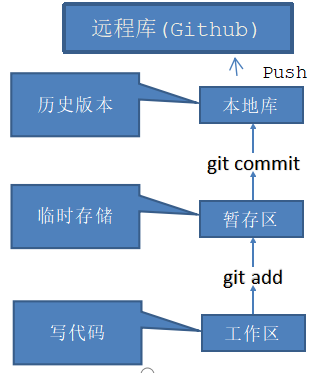 远程库(Github)
Push
历史版本
本地库
git commit
临时存储
暂存区
git add
写代码
工作区